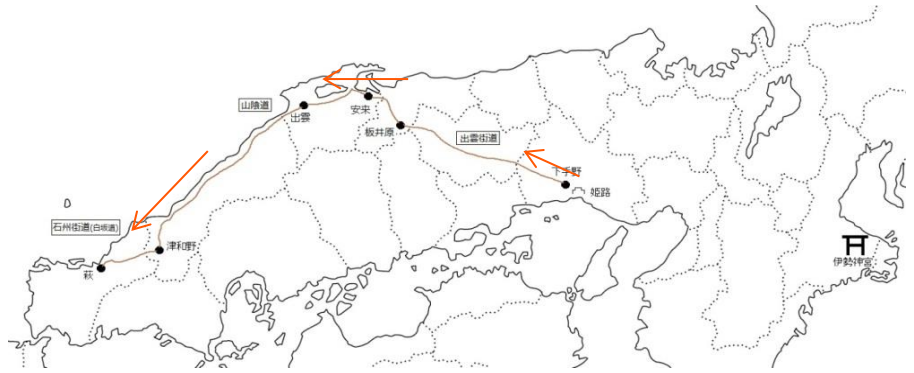 山陰道
出雲
安来
板井原
出雲街道
下手野
姫路
石州街道(白坂道)
津和野
萩
伊勢神宮